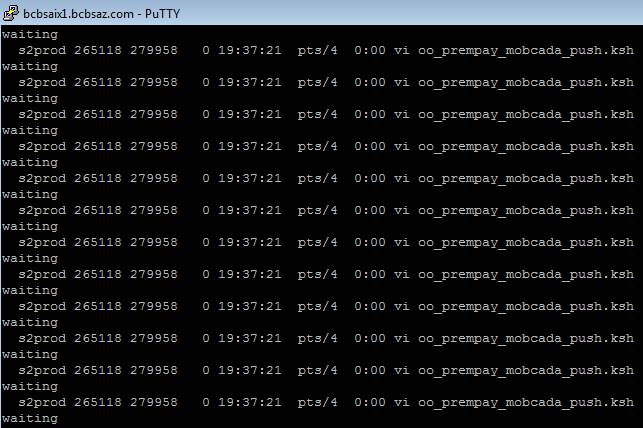 bcbsaix1.bcbsaz.com - PuTTY
waiting
s2prod 265118 279958 0 19:37:21 pts/4 0:00 vi oo_prempay_mobcada_push.ksh
waiting
s2prod 265118 279958 0 19:37:21 pts/4 0:00 vi oo_prempay_mobcada_push.ksh
waiting
s2prod 265118 279958 0 19:37:21 pts/4 0:00 vi oo_prempay_mobcada_push.ksh
waiting
s2prod 265118 279958 0 19:37:21 pts/4 0:00 vi oo_prempay_mobcada_push.ksh
waiting
s2prod 265118 279958 0 19:37:21 pts/4 0:00 vi oo_prempay_mobcada_push.ksh
waiting
s2prod 265118 279958 0 19:37:21 pts/4 0:00 vi oo_prempay_mobcada_push.ksh
waiting
s2prod 265118 279958 0 19:37:21 pts/4 0:00 vi oo_prempay_mobcada_push.ksh
waiting
s2prod 265118 279958 0 19:37:21 pts/4 0:00 vi oo_prempay_mobcada_push.ksh
waiting
s2prod 265118 279958 0 19:37:21 pts/4 0:00 vi oo_prempay_mobcada_push.ksh
waiting
s2prod 265118 279958 0 19:37:21 pts/4 0:00 vi oo_prempay_mobcada_push.ksh
waiting
s2prod 265118 279958 0 19:37:21 pts/4 0:00 vi oo_prempay_mobcada_push.ksh
waiting
s2prod 265118 279958 0 19:37:21 pts/4 0:00 vi oo_prempay_mobcada_push.ksh
waiting